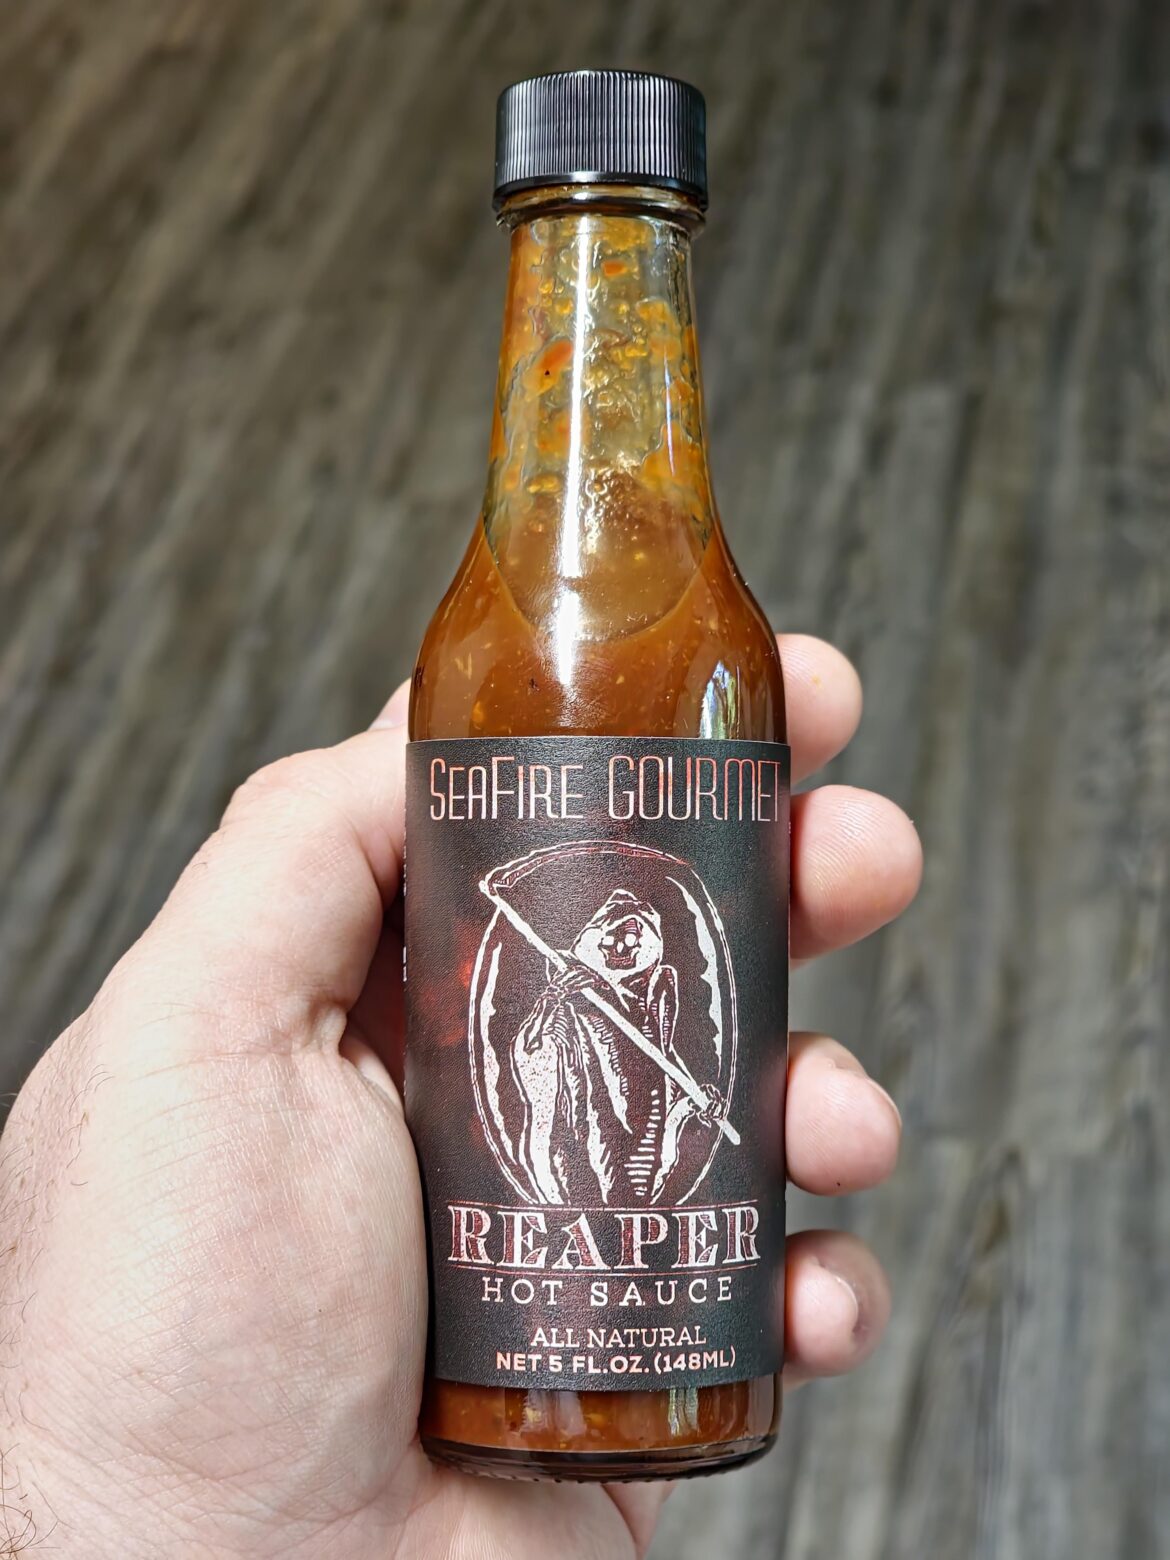 SEAFIRE GOURMET
REAPER
HOT SAUCE
ALL NATURAL
NET 5 FL.OZ. (148ML)